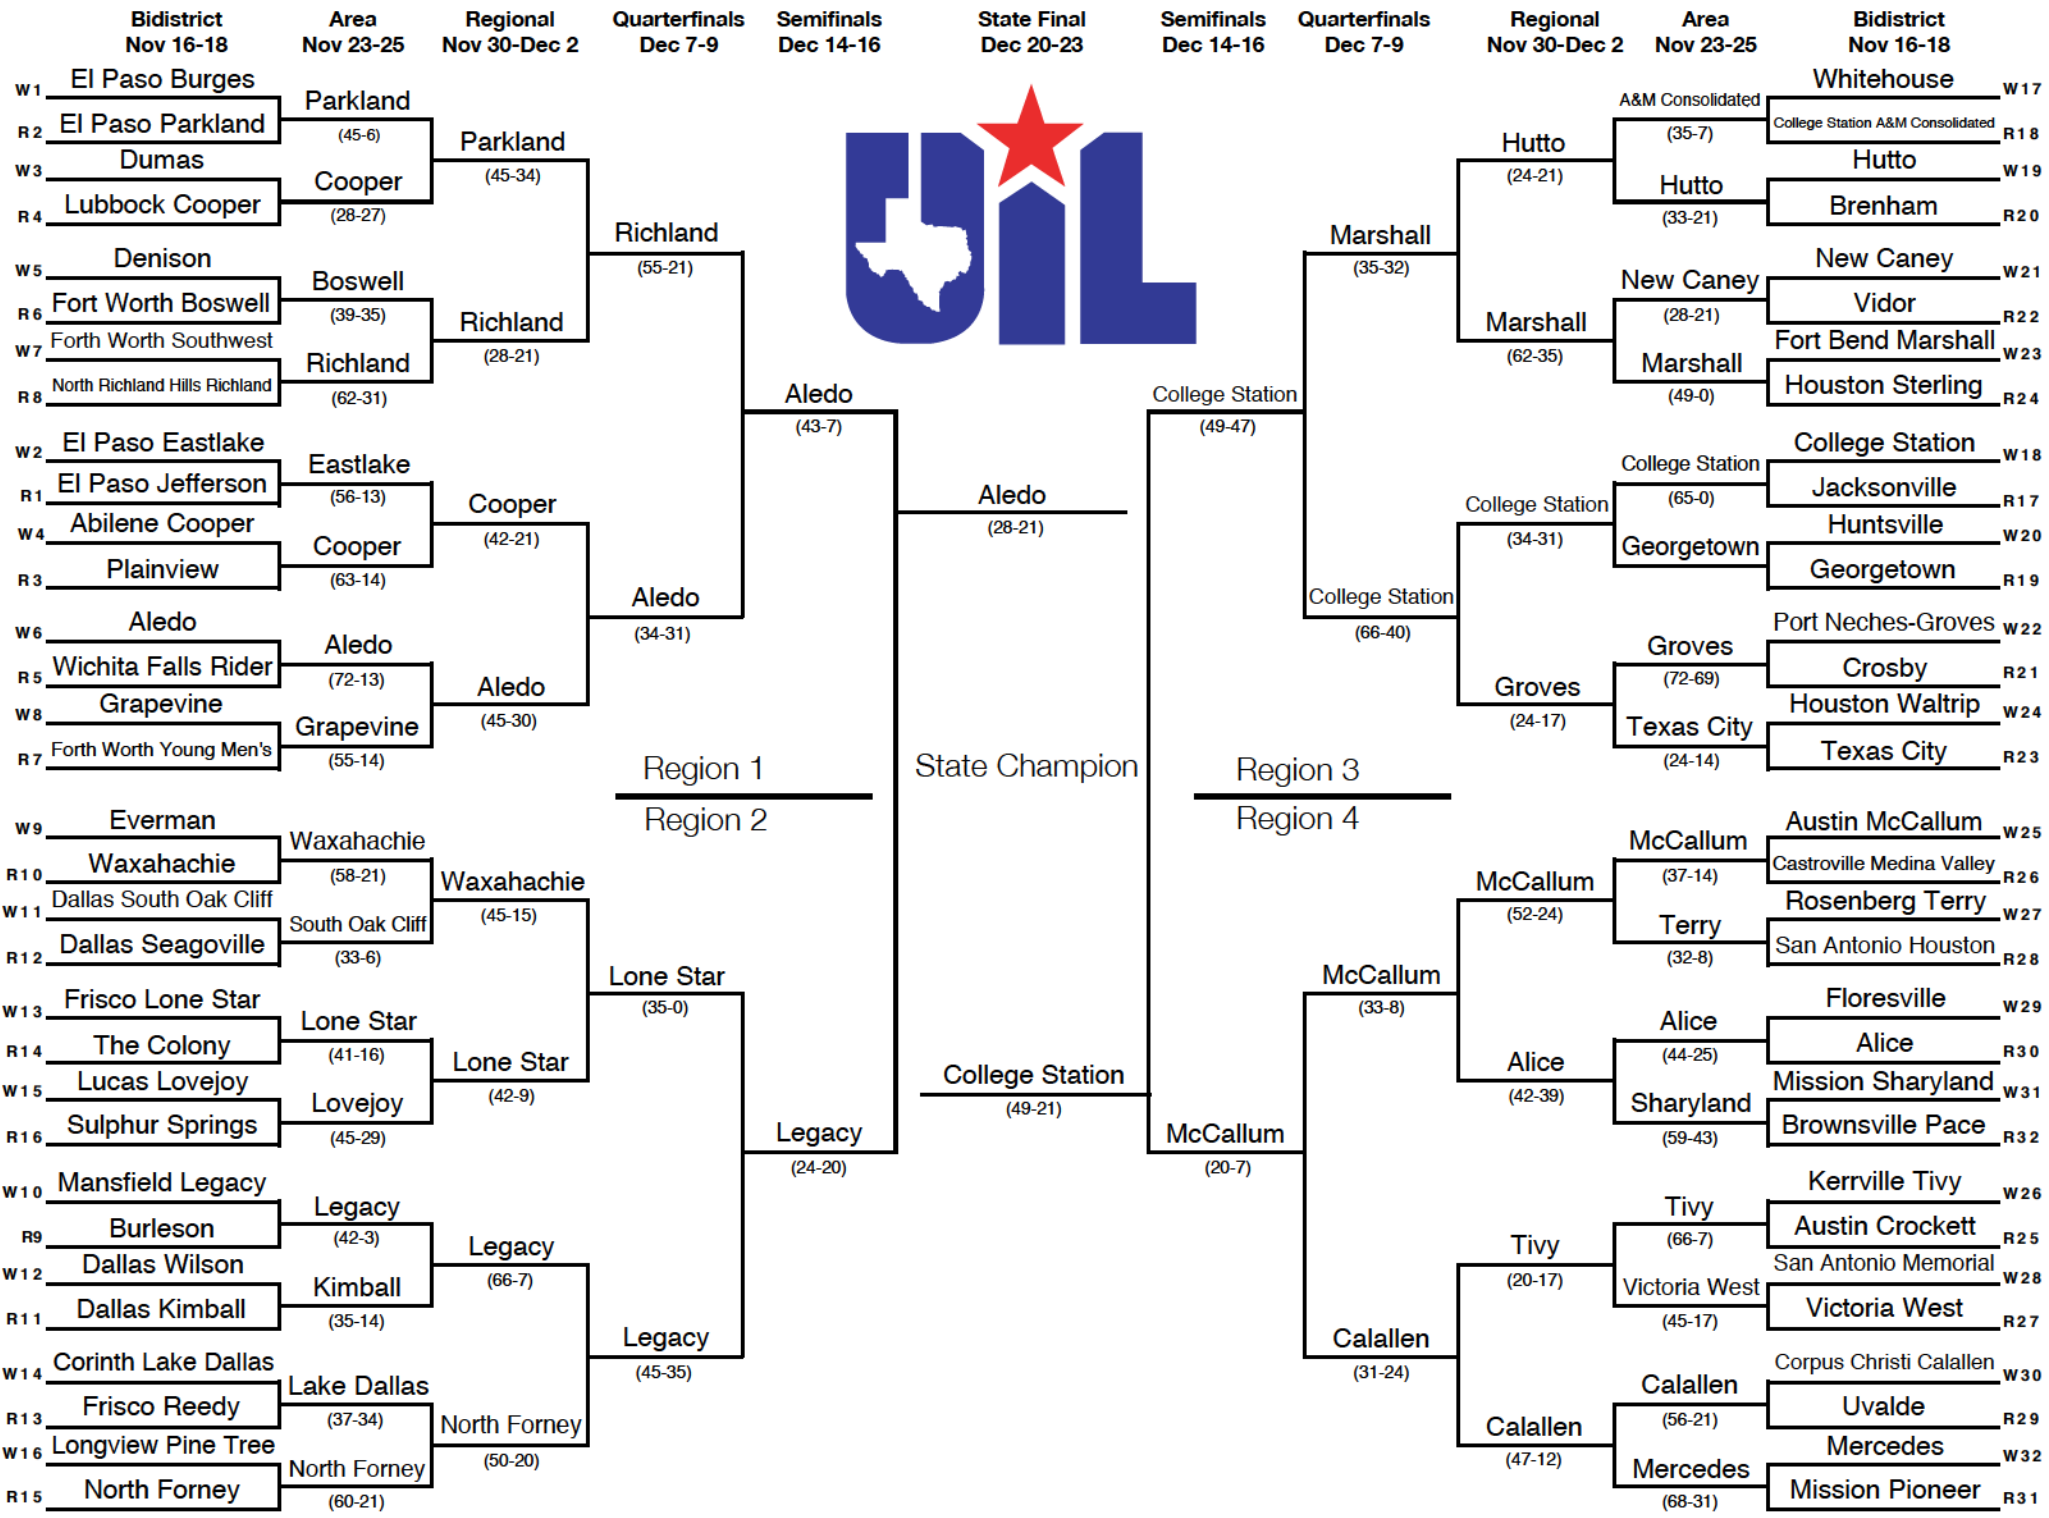 Bidistrict Area Regional Quarterfinals Semifinals State Final Semifinals Quarterfinals Regional Area Bidistrict
Nov 16-18 Nov 23-25 Nov 30-Dec 2 Dec 7-9 Dec 14-16 Dec 20-23 Dec 14-16 Dec 7-9 Nov 30-Dec 2 Nov 23-25 Nov 16-18
W1 El Paso Burges
R2 El Paso Parkland
W3 Dumas
R4 Lubbock Cooper
W5 Denison
R6 Fort Worth Boswell
W7 Forth Worth Southwest
R8 North Richland Hills Richland
W2 El Paso Eastlake
R1 El Paso Jefferson
W4 Abilene Cooper
R3 Plainview
W6 Aledo
R5 Wichita Falls Rider
W8 Grapevine
R7 Forth Worth Young Men's
W9 Everman
R10 Waxahachie
W11 Dallas South Oak Cliff
R12 Dallas Seagoville
W13 Frisco Lone Star
R14 The Colony
W15 Lucas Lovejoy
R16 Sulphur Springs
W10 Mansfield Legacy
R9 Burleson
W12 Dallas Wilson
R11 Dallas Kimball
W14 Corinth Lake Dallas
R13 Frisco Reedy
W16 Longview Pine Tree
R15 North Forney
Parkland
(45-6)
Cooper
(28-27)
Boswell
(39-35)
Richland
(62-31)
Eastlake
(56-13)
Cooper
(63-14)
Aledo
(72-13)
Grapevine
(55-14)
Waxahachie
(58-21)
South Oak Cliff
(33-6)
Lone Star
(41-16)
Lovejoy
(45-29)
Legacy
(42-3)
Kimball
(35-14)
Lake Dallas
(37-34)
North Forney
(60-21)
Parkland
(45-34)
Richland
(28-21)
Cooper
(42-21)
Aledo
(45-30)
Waxahachie
(45-15)
Lone Star
(42-9)
Legacy
(66-7)
North Forney
(50-20)
Richland
(55-21)
Aledo
(34-31)
Region 1
Region 2
Lone Star
(35-0)
Legacy
(45-35)
Aledo
(43-7)
Legacy
(24-20)
UIL
Aledo
(28-21)
State Champion
College Station
(49-21)
College Station
(49-47)
McCallum
(20-7)
Marshall
(35-32)
College Station
(66-40)
Region 3
Region 4
McCallum
(33-8)
Calallen
(31-24)
Hutto
(24-21)
Marshall
(62-35)
College Station
(34-31)
Groves
(24-17)
McCallum
(52-24)
Alice
(42-39)
Tivy
(20-17)
Calallen
(47-12)
A&M Consolidated
(35-7)
Hutto
(33-21)
New Caney
(28-21)
Marshall
(49-0)
College Station
(65-0)
Georgetown
Groves
(72-69)
Texas City
(24-14)
McCallum
(37-14)
Terry
(32-8)
Alice
(44-25)
Sharyland
(59-43)
Tivy
(66-7)
Victoria West
(45-17)
Calallen
(56-21)
Mercedes
(68-31)
Whitehouse W17
College Station A&M Consolidated R18
Hutto W19
Brenham R20
New Caney W21
Vidor R22
Fort Bend Marshall W23
Houston Sterling R24
College Station W18
Jacksonville R17
Huntsville W20
Georgetown R19
Port Neches-Groves W22
Crosby R21
Houston Waltrip W24
Texas City R23
Austin McCallum W25
Castroville Medina Valley R26
Rosenberg Terry W27
San Antonio Houston R28
Floresville W29
Alice R30
Mission Sharyland W31
Brownsville Pace R32
Kerrville Tivy W26
Austin Crockett R25
San Antonio Memorial W28
Victoria West R27
Corpus Christi Calallen W30
Uvalde R29
Mercedes W32
Mission Pioneer R31